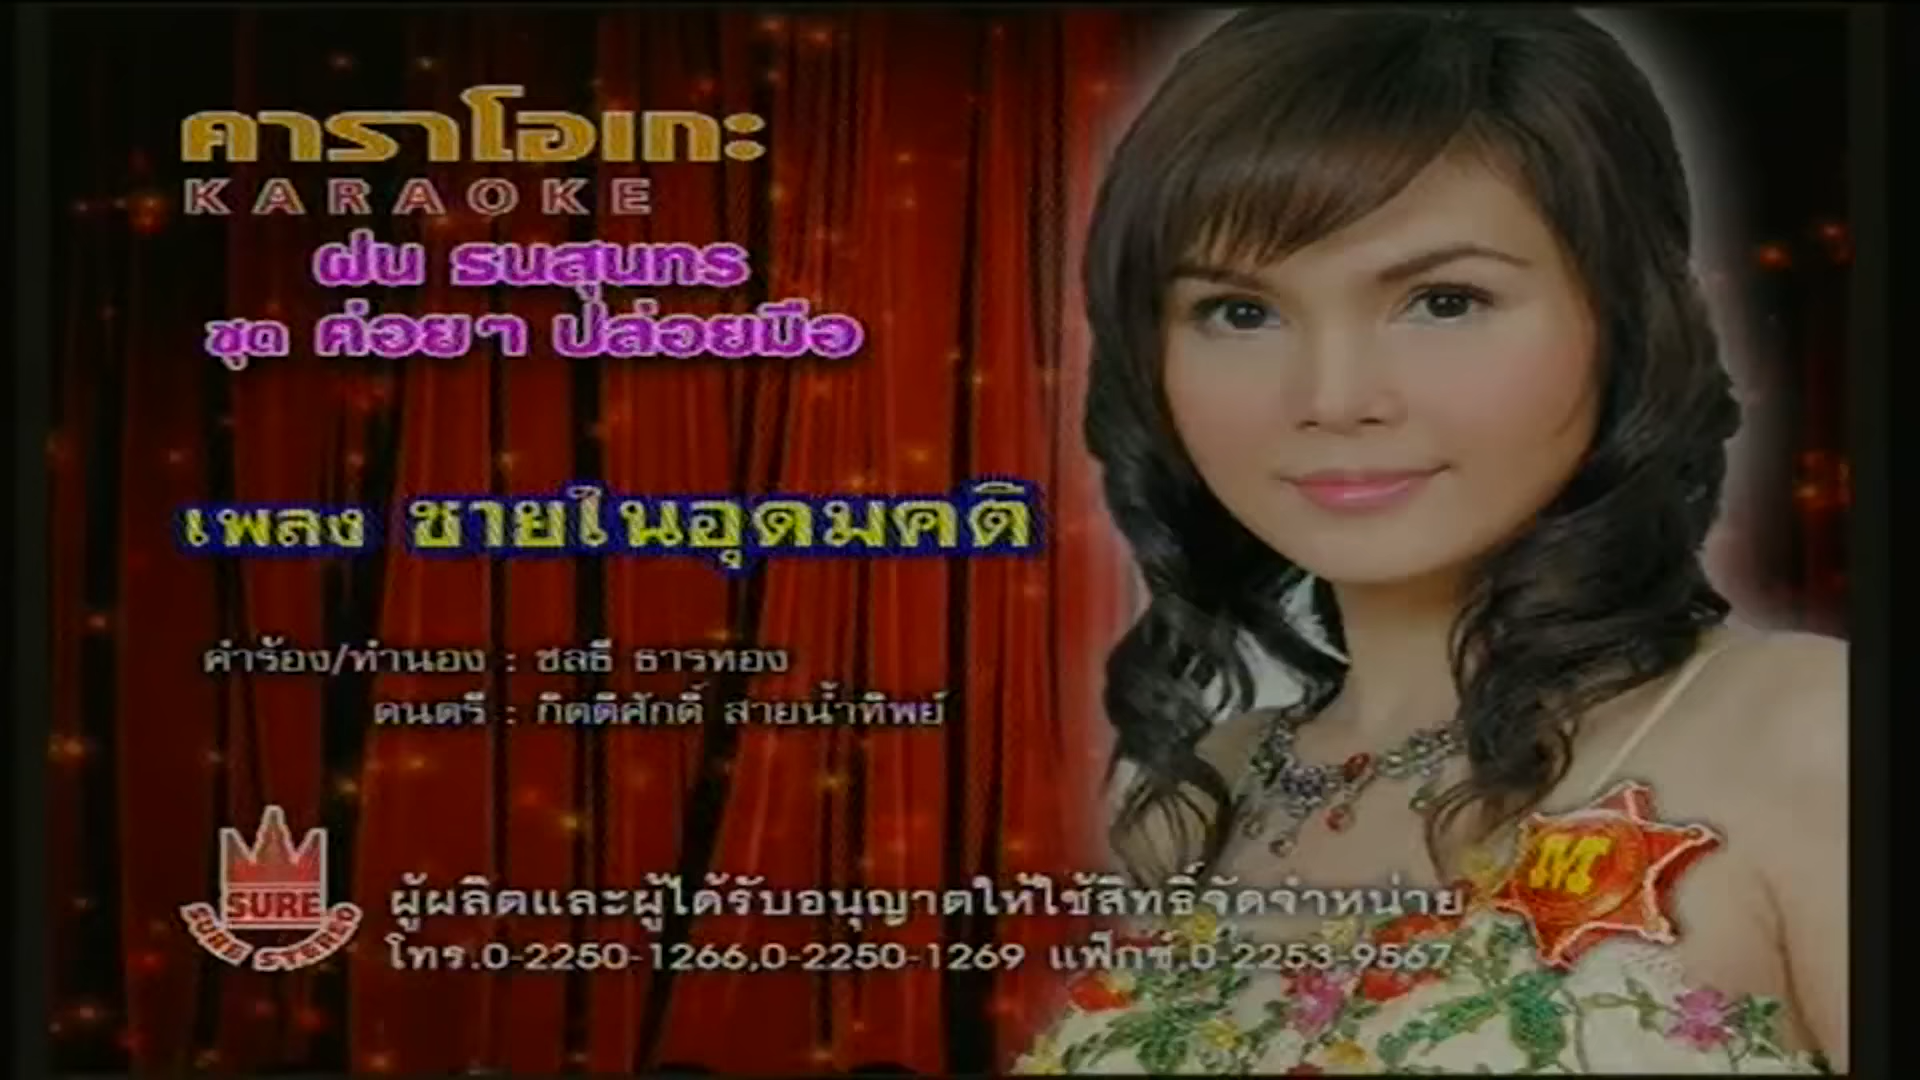 คาราโอเกะ
KARAOKE
ฝน ธนสุนทร
ชุด ค่อยๆ ปล่อยมือ
เพลง ชายในอุดมคติ
คำร้อง/ทำนอง : ชลธี ธารทอง
ดนตรี : กิตติศักดิ์ สายน้ำทิพย์
MT
SURE
SURE STEREO
ผู้ผลิตและผู้ได้รับอนุญาตให้ใช้สิทธิ์จัดจำหน่าย
โทร.0-2250-1266,0-2250-1269 แฟ็กซ์.0-2253-9567